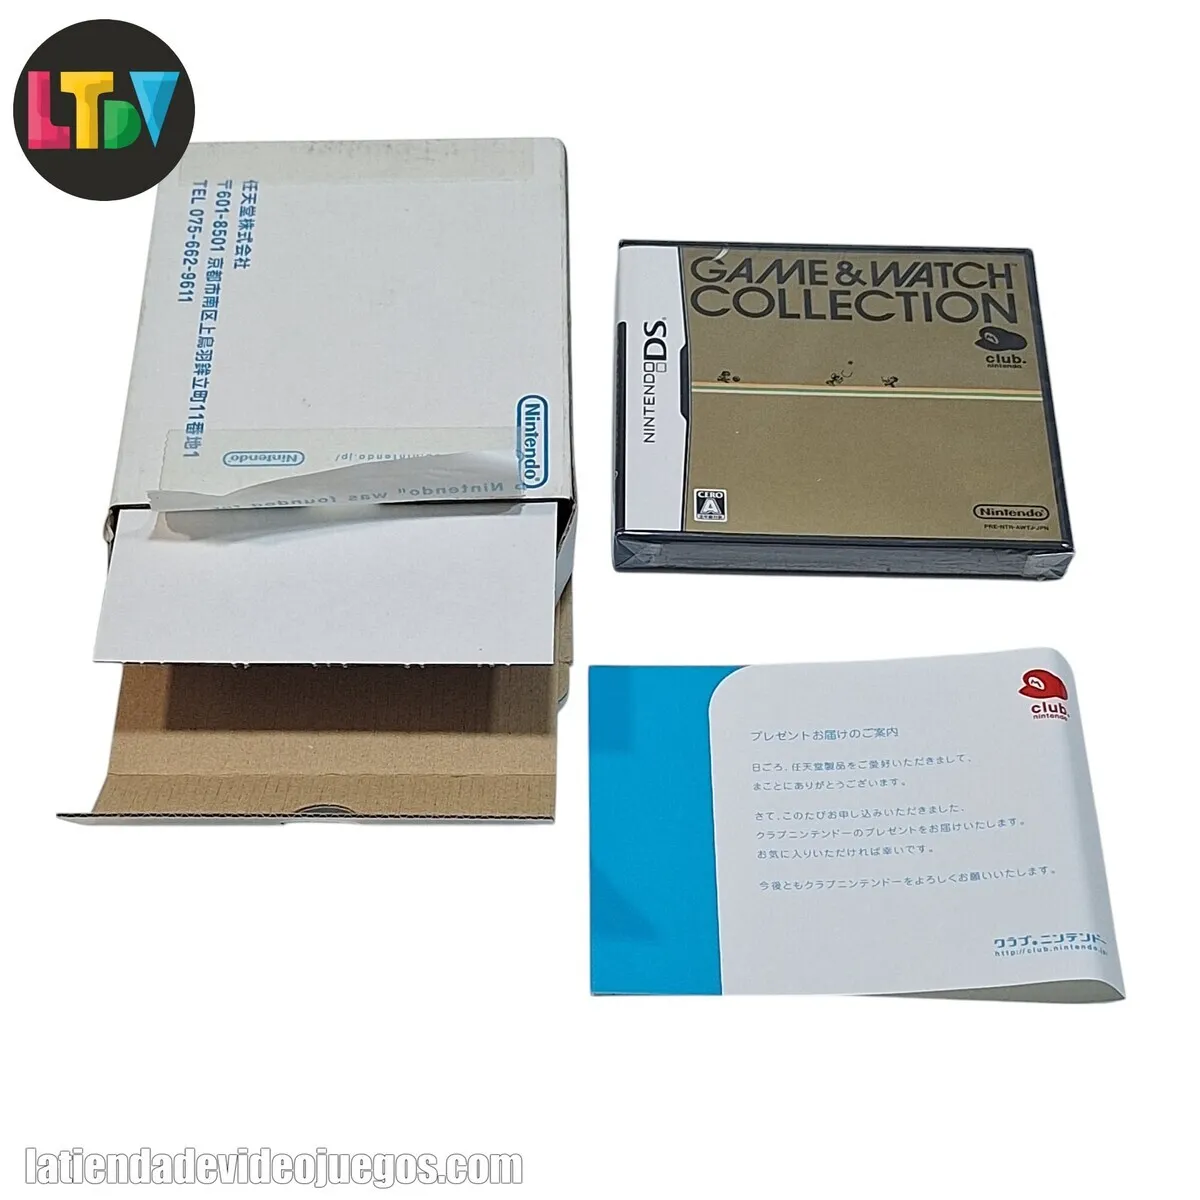 LTDV
任天堂株式会社
〒601-8501 京都市南区上鳥羽鉾立町11番地1
TEL 075-662-9611
Nintendo
Nintendo
Nintendo" was founded
NINTENDO DS
GAME & WATCH
COLLECTION
club.
nintendo
CERO
A
Nintendo
PRE-NTR-AWTJ-JPN
club.
nintendo
プレゼントお届けのご案内
日ごろ、任天堂製品をご愛好いただきまして、
まことにありがとうございます。
さて、このたびお申し込みいただきました、
クラブニンテンドーのプレゼントをお届けいたします。
お気に入りいただければ幸いです。
今後ともクラブニンテンドーをよろしくお願いいたします。
クラブニンテンドー
http://club.nintendo.jp/
latiendadevideojuegos.com